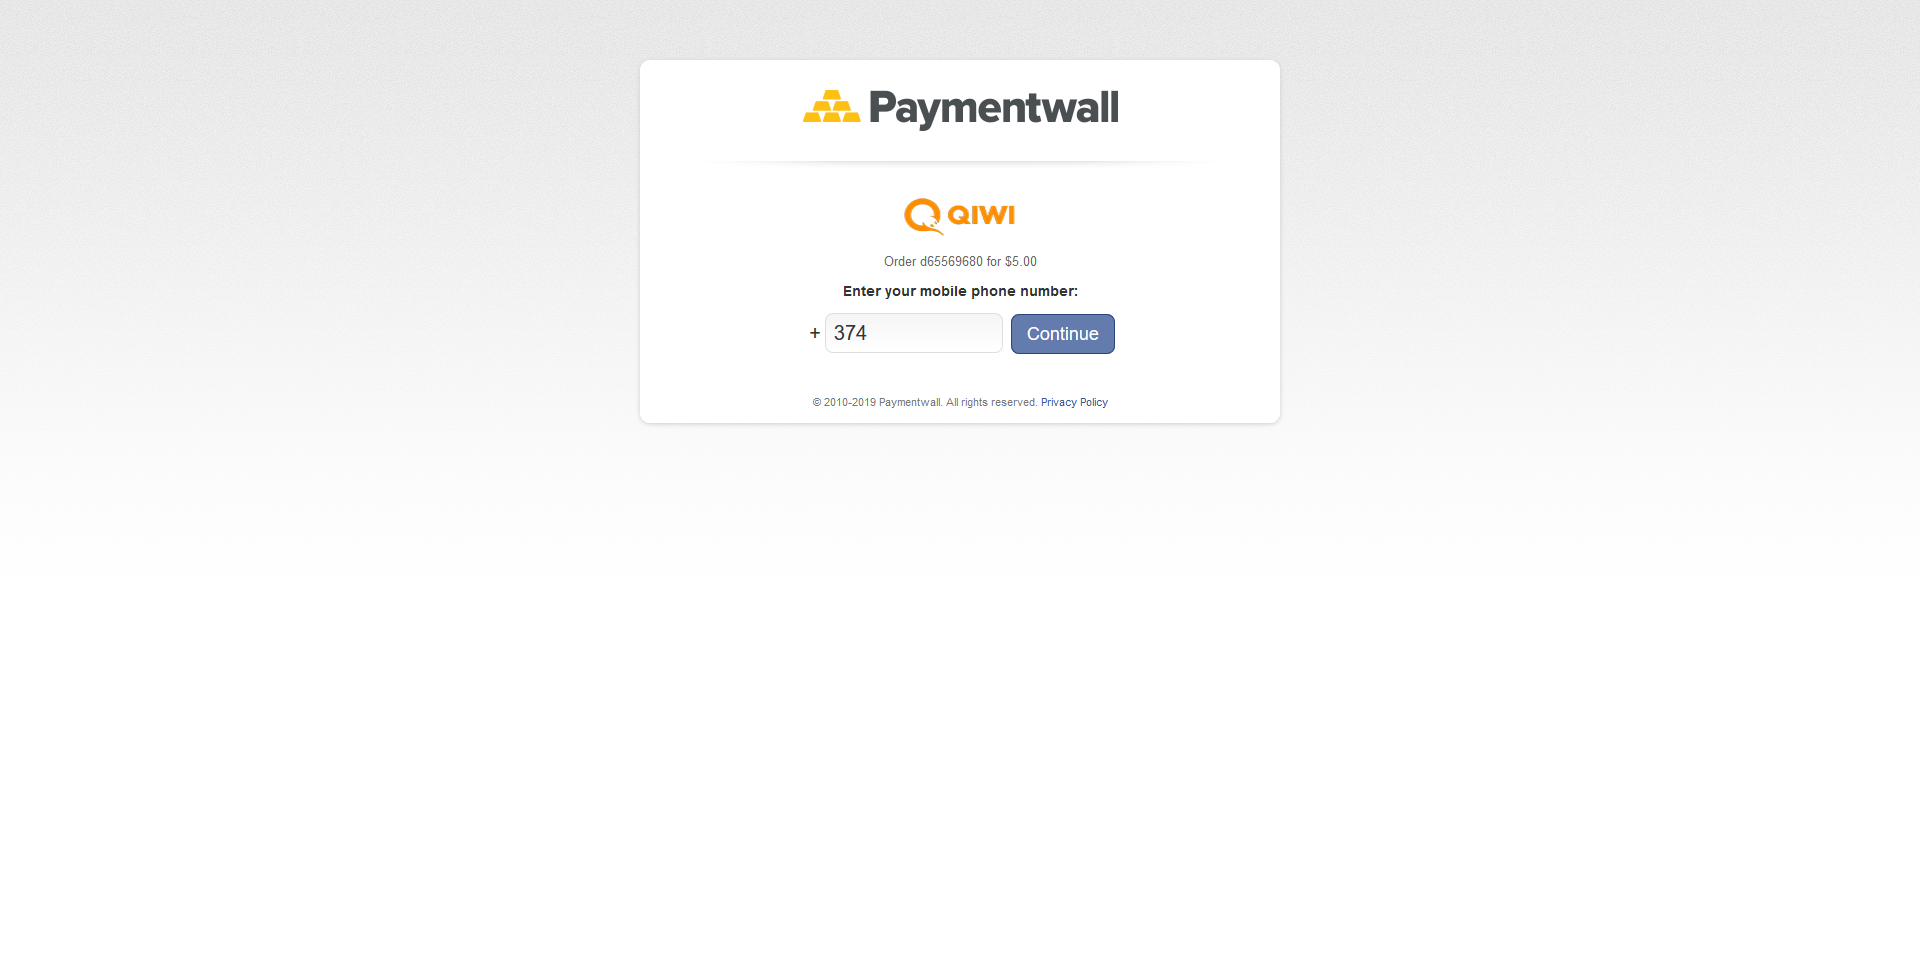 Paymentwall
QIWI
Order d65569680 for $5.00
Enter your mobile phone number:
+ 374 Continue
© 2010-2019 Paymentwall. All rights reserved. Privacy Policy